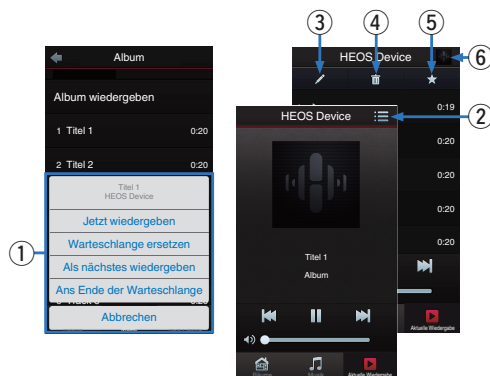 ③
④
⑤
Album
HEOS Device
⑥
Album wiedergeben
0:19
HEOS Device
②
1 Titel 1 0:20
0:20
2 Titel 2 0:20
0:20
Titel 1
HEOS Device
Jetzt wiedergeben
0:20
①
Warteschlange ersetzen
0:20
Als nächstes wiedergeben
Titel 1
Ans Ende der Warteschlange
Album
Abbrechen
Aktuelle Wiedergabe
Räume
Musik
Aktuelle Wiedergabe